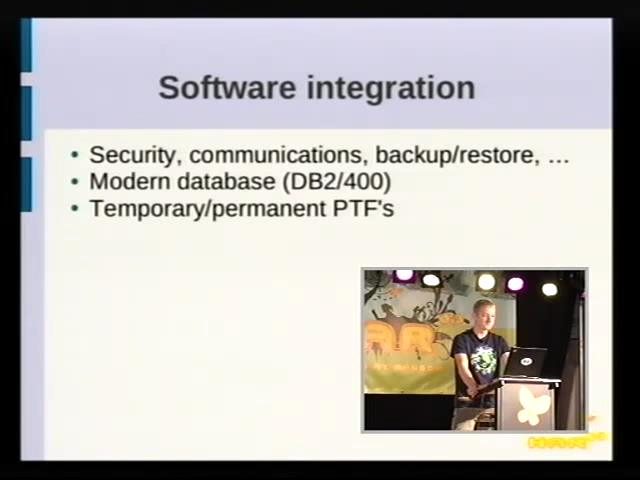 Software integration
• Security, communications, backup/restore, …
• Modern database (DB2/400)
• Temporary/permanent PTF's